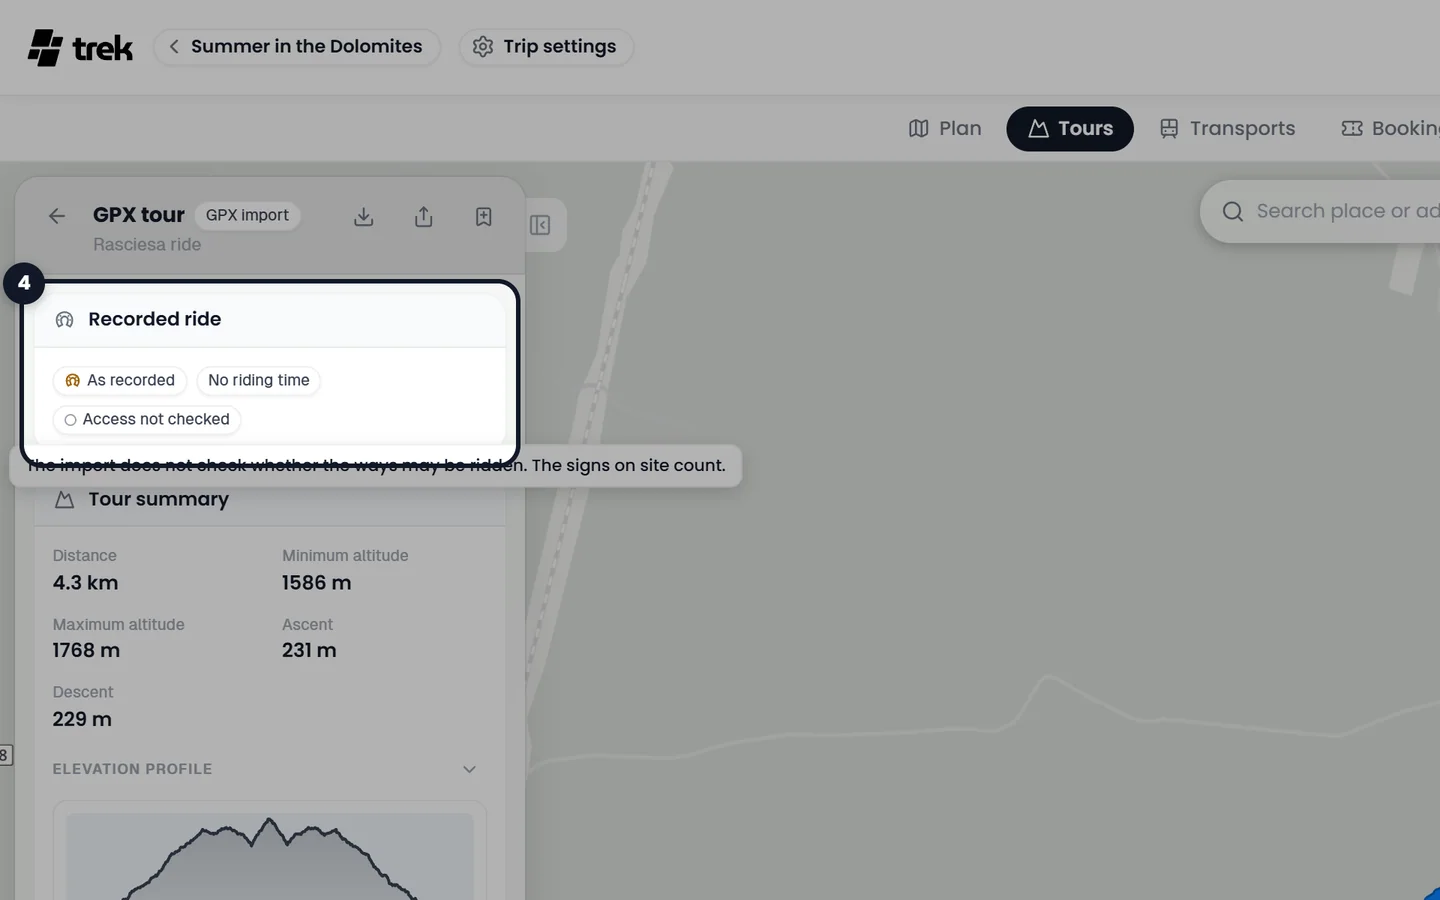 trek
Summer in the Dolomites
Trip settings
Plan
Tours
Transports
Booking
GPX tour
GPX import
Rasciesa ride
Search place or ad
4
Recorded ride
As recorded
No riding time
Access not checked
The import does not check whether the ways may be ridden. The signs on site count.
Tour summary
Distance
Minimum altitude
4.3 km
1586 m
Maximum altitude
Ascent
1768 m
231 m
Descent
229 m
8
ELEVATION PROFILE